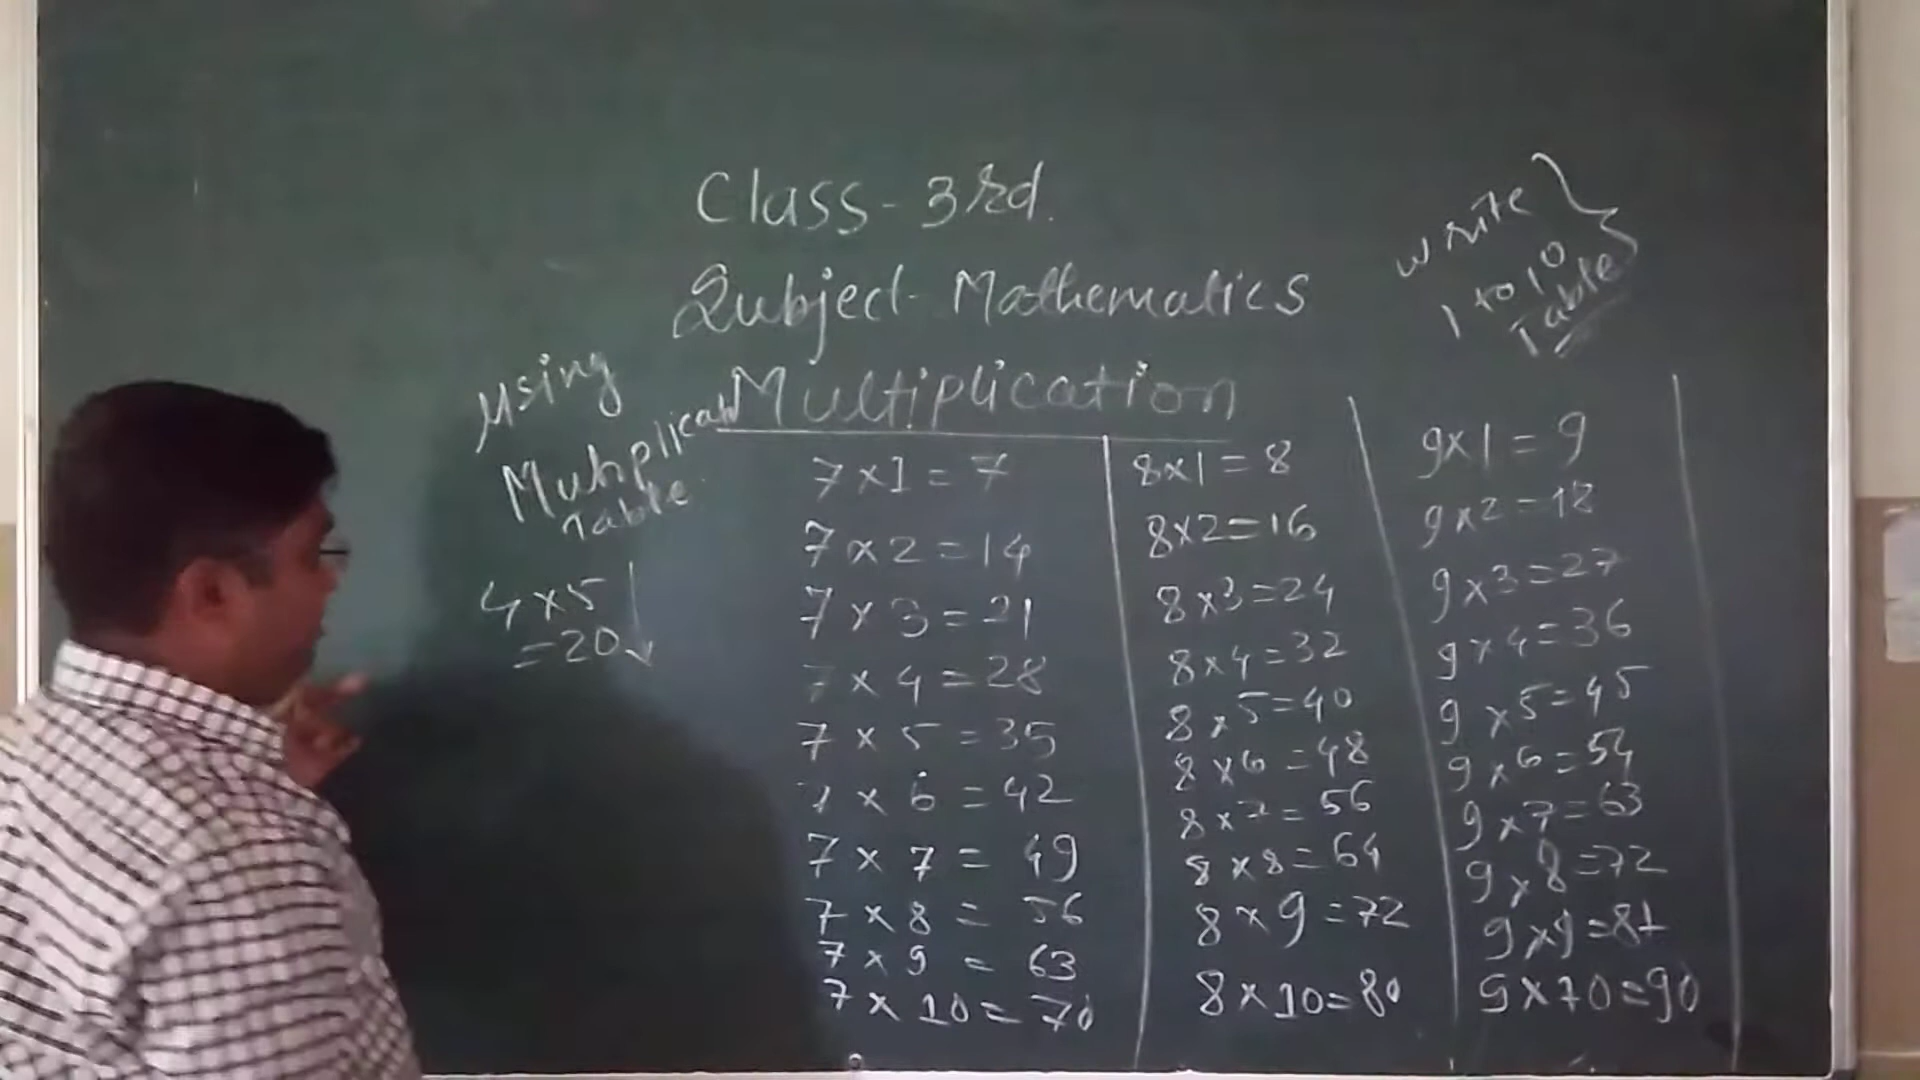 Class-3rd.
Subject- Mathematics
Multiplication
write
1 to 10
Table
Using
Multiplicatn
Table.
4x5
=20
7x1=7
7x2=14
7x3=21
7x4=28
7x5=35
7x6=42
7x7=49
7x8=56
7x9=63
7x10=70
8x1=8
8x2=16
8x3=24
8x4=32
8x5=40
8x6=48
8x7=56
8x8=64
8x9=72
8x10=80
9x1=9
9x2=18
9x3=27
9x4=36
9x5=45
9x6=54
9x7=63
9x8=72
9x9=81
9x10=90